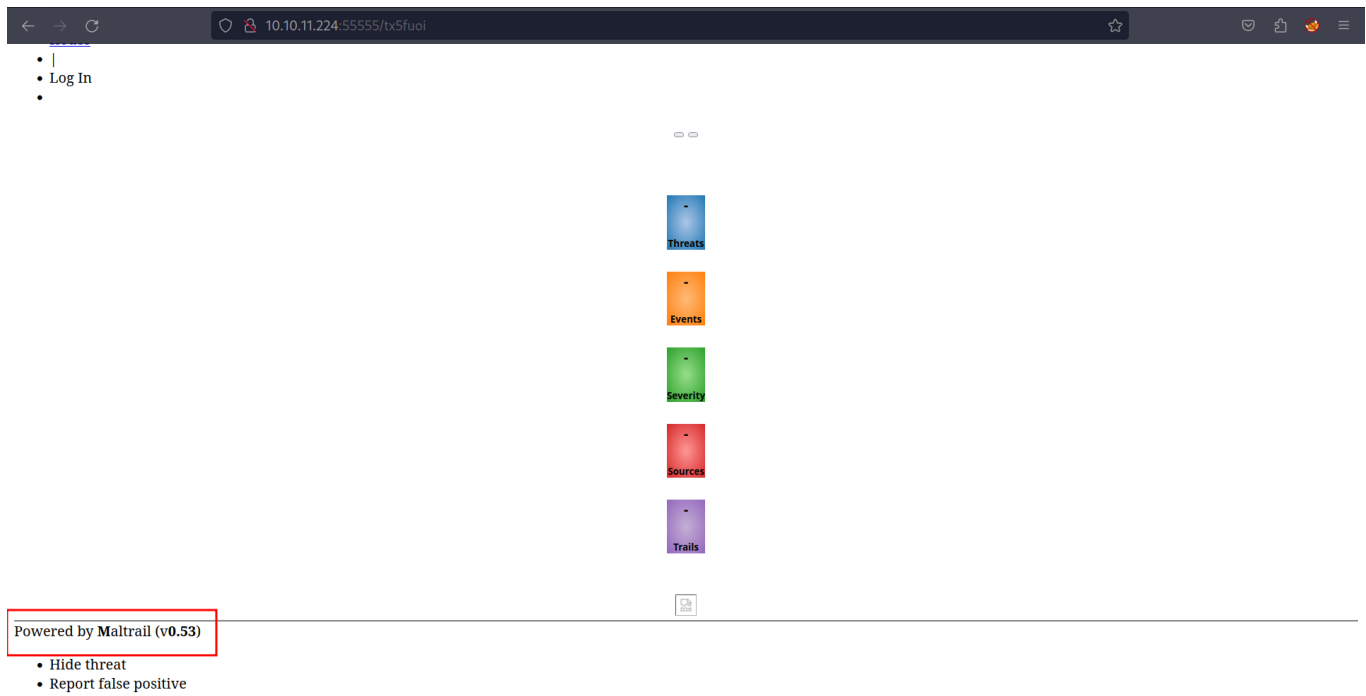 10.10.11.224:55555/tx5fuoi
|
Log In
-
Threats
-
Events
-
Severity
-
Sources
-
Trails
Powered by Maltrail (v0.53)
Hide threat
Report false positive